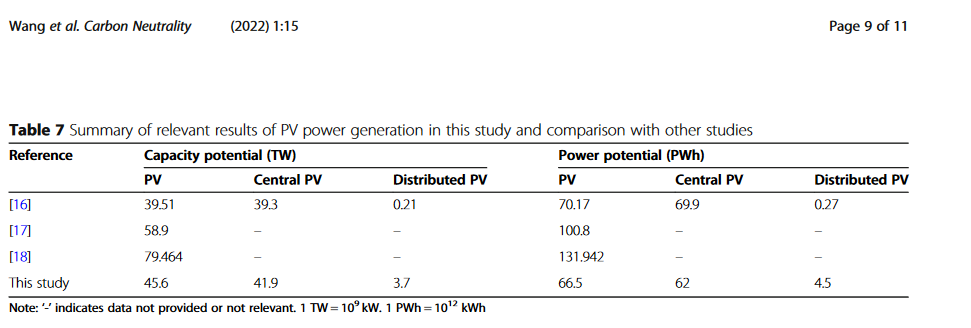 Wang et al. Carbon Neutrality (2022) 1:15 Page 9 of 11
Table 7 Summary of relevant results of PV power generation in this study and comparison with other studies
Reference Capacity potential (TW) Power potential (PWh)
PV Central PV Distributed PV PV Central PV Distributed PV
[16] 39.51 39.3 0.21 70.17 69.9 0.27
[17] 58.9 – – 100.8 – –
[18] 79.464 – – 131.942 – –
This study 45.6 41.9 3.7 66.5 62 4.5
Note: ‘-’ indicates data not provided or not relevant. 1 TW = 10⁹ kW. 1 PWh = 10¹² kWh